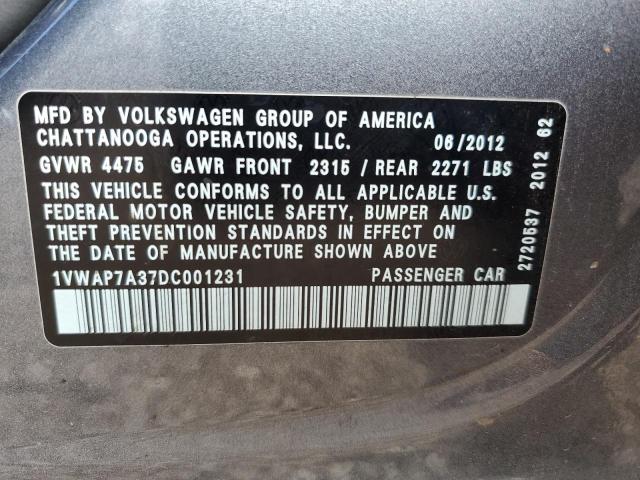 MFD BY VOLKSWAGEN GROUP OF AMERICA
CHATTANOOGA OPERATIONS, LLC. 06/2012
GVWR 4475 GAWR FRONT 2315 / REAR 2271 LBS
THIS VEHICLE CONFORMS TO ALL APPLICABLE U.S.
FEDERAL MOTOR VEHICLE SAFETY, BUMPER AND
THEFT PREVENTION STANDARDS IN EFFECT ON
THE DATE OF MANUFACTURE SHOWN ABOVE
1VWAP7A37DC001231 PASSENGER CAR
2720537 2012 62